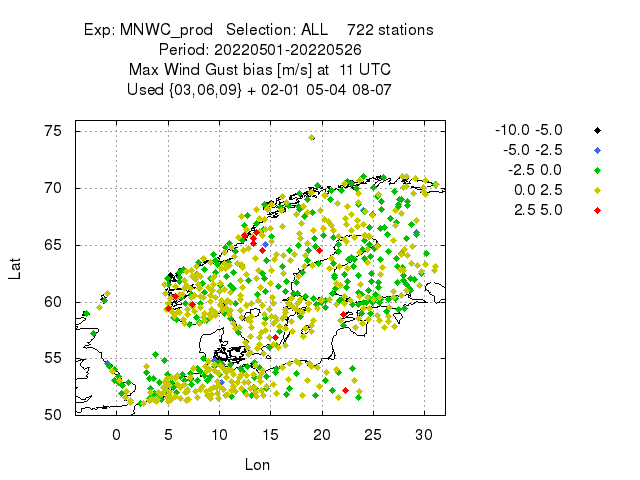 Exp: MNWC_prod   Selection: ALL    722 stations
Period: 20220501-20220526
Max Wind Gust bias [m/s] at  11 UTC
Used {03,06,09} + 02-01 05-04 08-07
-10.0 -5.0
-5.0 -2.5
-2.5 0.0
0.0 2.5
2.5 5.0
75
70
65
60
55
50
Lat
0 5 10 15 20 25 30
Lon